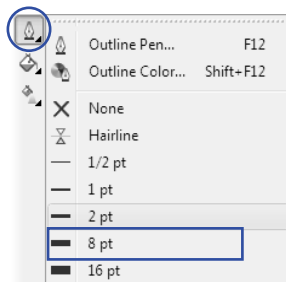 Outline Pen... F12
Outline Color... Shift+F12
None
Hairline
1/2 pt
1 pt
2 pt
8 pt
16 pt